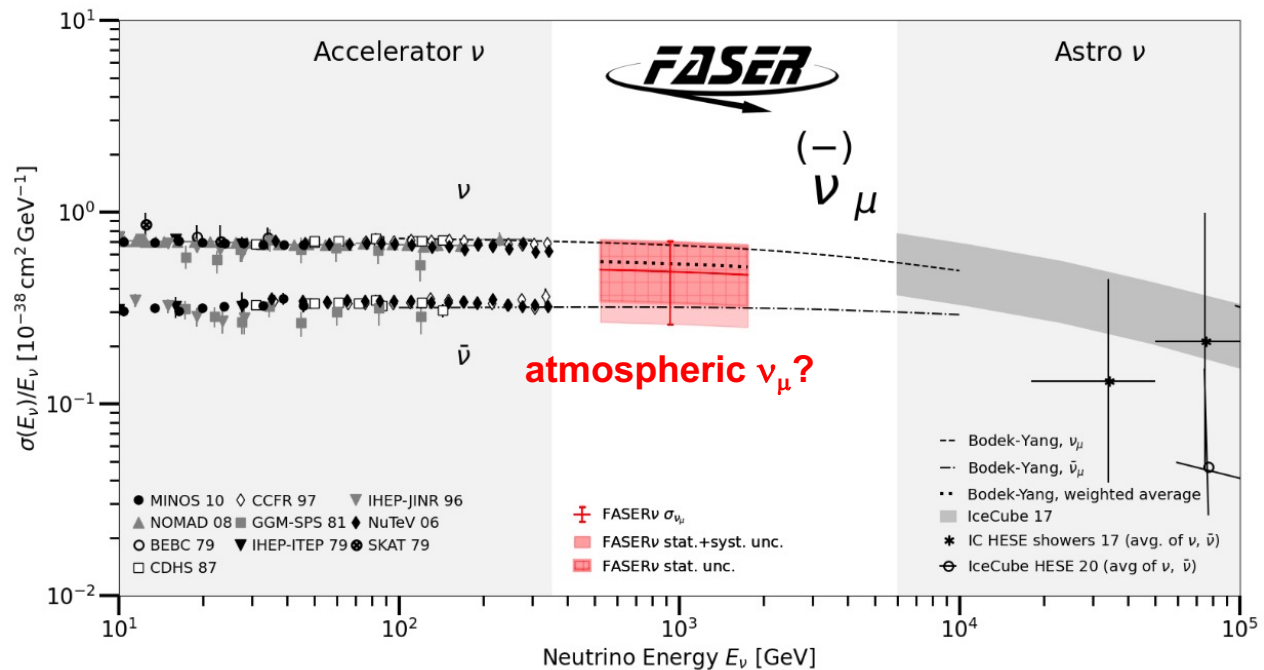 Accelerator ν
FASER
Astro ν
(−)
ν μ
ν
ν̄
atmospheric νμ?
10¹
10⁰
10⁻¹
10⁻²
σ(Eν)/Eν [10⁻³⁸ cm² GeV⁻¹]
MINOS 10
NOMAD 08
BEBC 79
CDHS 87
CCFR 97
GGM-SPS 81
IHEP-ITEP 79
IHEP-JINR 96
NuTeV 06
SKAT 79
FASERν σνμ
FASERν stat.+syst. unc.
FASERν stat. unc.
Bodek-Yang, νμ
Bodek-Yang, ν̄μ
Bodek-Yang, weighted average
IceCube 17
IC HESE showers 17 (avg. of ν, ν̄)
IceCube HESE 20 (avg of ν, ν̄)
10¹
10²
10³
10⁴
10⁵
Neutrino Energy Eν [GeV]